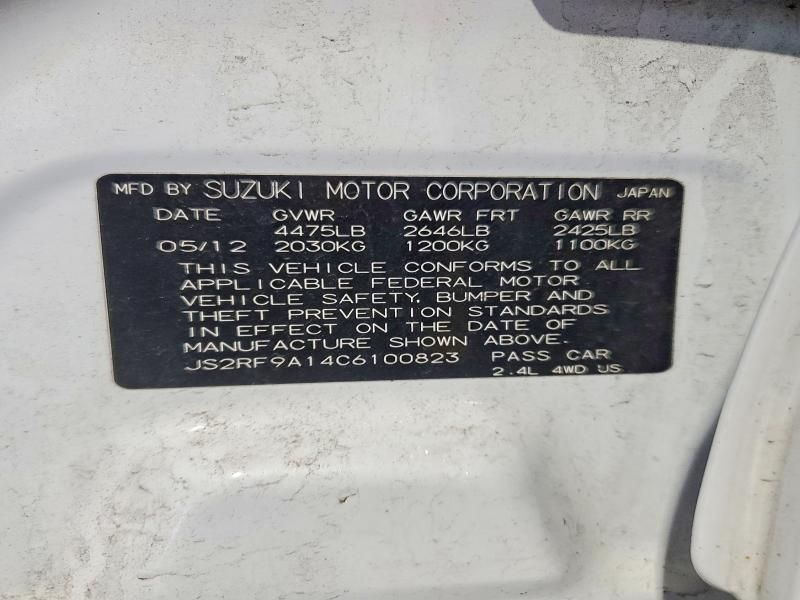 MFD BY SUZUKI MOTOR CORPORATION JAPAN
DATE GVWR GAWR FRT GAWR RR
4475LB 2646LB 2425LB
05/12 2030KG 1200KG 1100KG
THIS VEHICLE CONFORMS TO ALL
APPLICABLE FEDERAL MOTOR
VEHICLE SAFETY, BUMPER AND
THEFT PREVENTION STANDARDS
IN EFFECT ON THE DATE OF
MANUFACTURE SHOWN ABOVE.
JS2RF9A14C6100823 PASS CAR
2.4L 4WD US